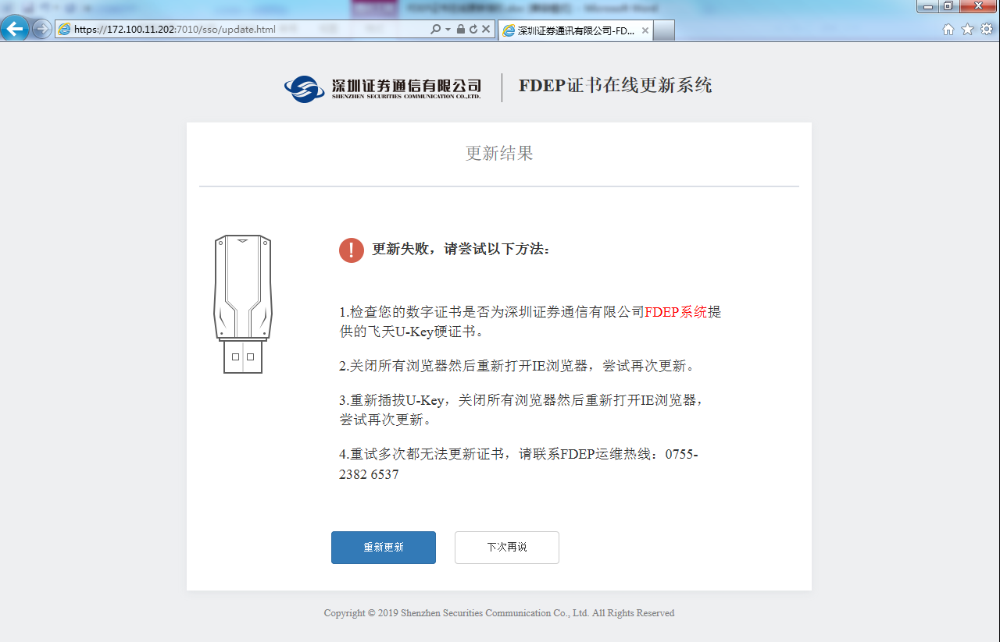 https://172.100.11.202:7010/sso/update.html
深圳证券通讯有限公司-FD...
深圳证券通信有限公司
SHENZHEN SECURITIES COMMUNICATION CO.,LTD.
FDEP证书在线更新系统
更新结果
更新失败，请尝试以下方法：
1.检查您的数字证书是否为深圳证券通信有限公司FDEP系统提
供的飞天U-Key硬证书。
2.关闭所有浏览器然后重新打开IE浏览器，尝试再次更新。
3.重新插拔U-Key，关闭所有浏览器然后重新打开IE浏览器，
尝试再次更新。
4.重试多次都无法更新证书，请联系FDEP运维热线：0755-
2382 6537
重新更新
下次再说
Copyright © 2019 Shenzhen Securities Communication Co., Ltd. All Rights Reserved